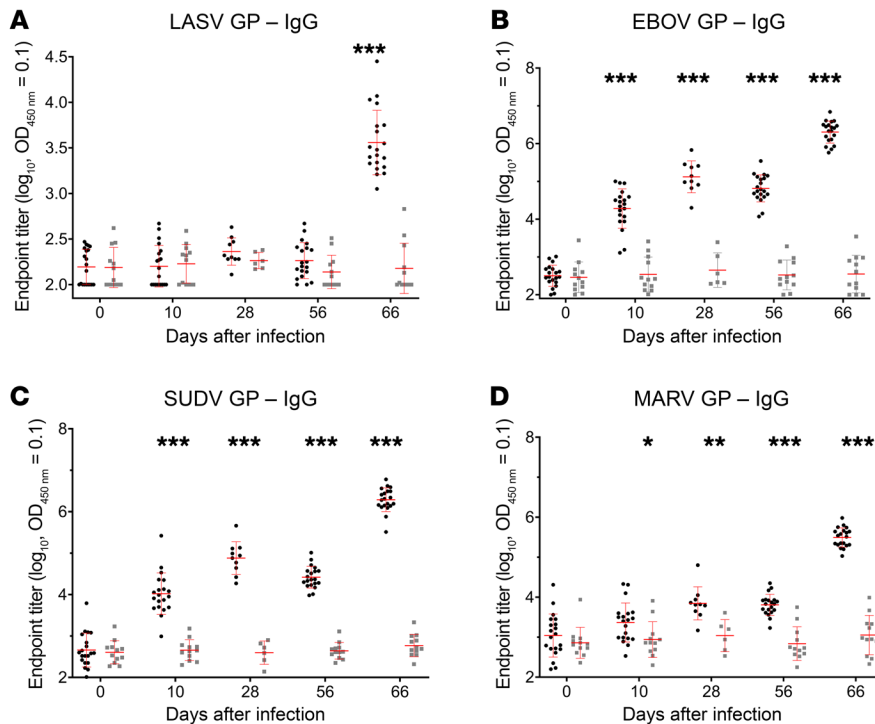 A
LASV GP – IgG
Endpoint titer (log10, OD450 nm = 0.1)
4.5
4.0
3.5
3.0
2.5
2.0
***
0 10 28 56 66
Days after infection
B
EBOV GP – IgG
Endpoint titer (log10, OD450 nm = 0.1)
8
6
4
2
*** *** *** ***
0 10 28 56 66
Days after infection
C
SUDV GP – IgG
Endpoint titer (log10, OD450 nm = 0.1)
8
6
4
2
*** *** *** ***
0 10 28 56 66
Days after infection
D
MARV GP – IgG
Endpoint titer (log10, OD450 nm = 0.1)
8
6
4
2
* ** *** ***
0 10 28 56 66
Days after infection